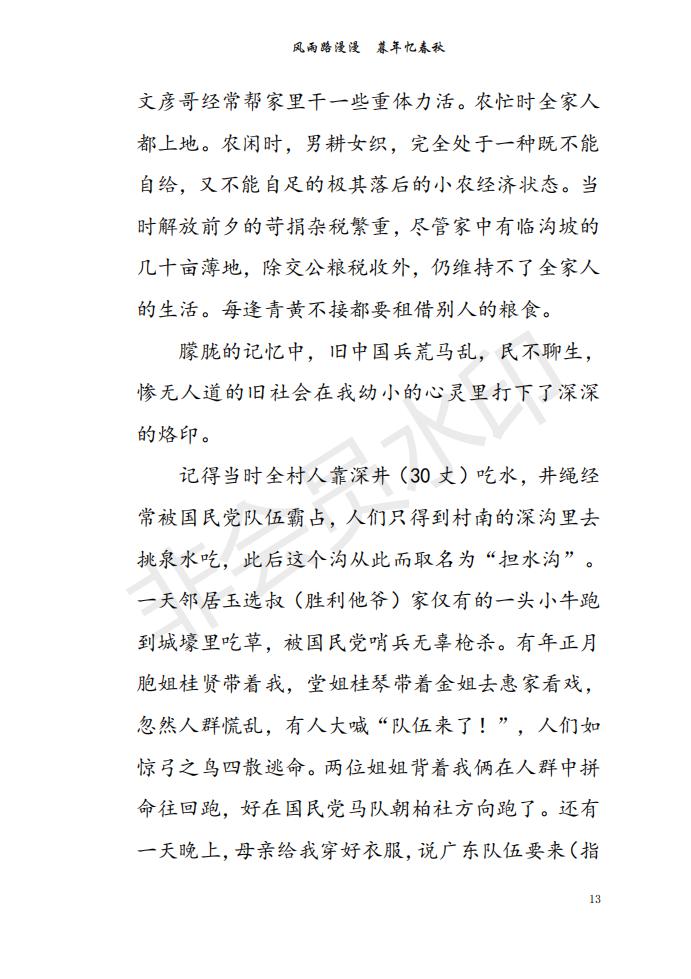 风雨路漫漫 暮年忆春秋
文彦哥经常帮家里干一些重体力活。农忙时全家人
都上地。农闲时，男耕女织，完全处于一种既不能
自给，又不能自足的极其落后的小农经济状态。当
时解放前夕的苛捐杂税繁重，尽管家中有临沟坡的
几十亩薄地，除交公粮税收外，仍维持不了全家人
的生活。每逢青黄不接都要租借别人的粮食。
朦胧的记忆中，旧中国兵荒马乱，民不聊生，
惨无人道的旧社会在我幼小的心灵里打下了深深
的烙印。
记得当时全村人靠深井（30 丈）吃水，井绳经
常被国民党队伍霸占，人们只得到村南的深沟里去
挑泉水吃，此后这个沟从此而取名为“担水沟”。
一天邻居玉选叔（胜利他爷）家仅有的一头小牛跑
到城壕里吃草，被国民党哨兵无辜枪杀。有年正月
胞姐桂贤带着我，堂姐桂琴带着金姐去惠家看戏，
忽然人群慌乱，有人大喊“队伍来了！”，人们如
惊弓之鸟四散逃命。两位姐姐背着我俩在人群中拼
命往回跑，好在国民党马队朝柏社方向跑了。还有
一天晚上，母亲给我穿好衣服，说广东队伍要来（指
13
非会员水印